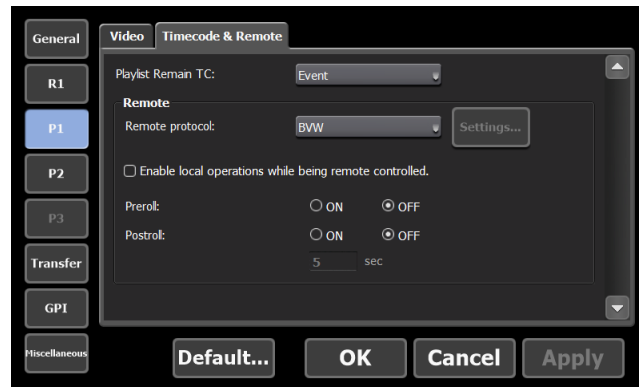 General
R1
P1
P2
P3
Transfer
GPI
Miscellaneous
Video Timecode & Remote
Playlist Remain TC: Event
Remote
Remote protocol: BVW Settings...
Enable local operations while being remote controlled.
Preroll: ON OFF
Postroll: ON OFF
5 sec
Default... OK Cancel Apply